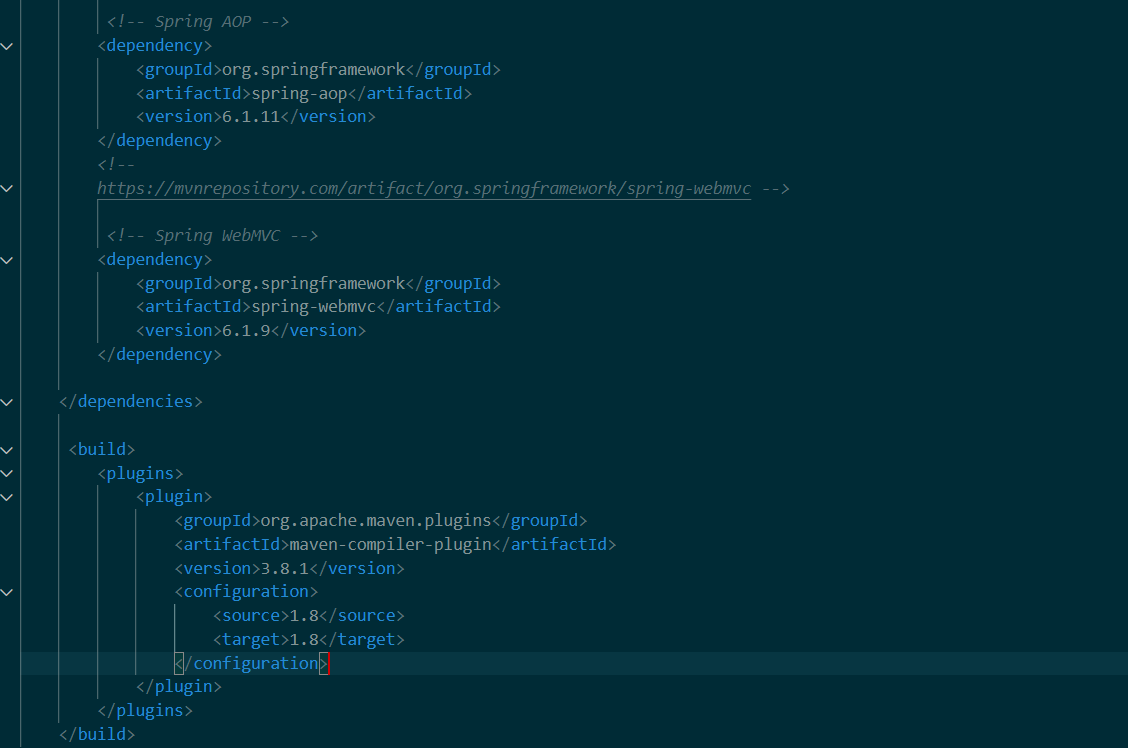 <!-- Spring AOP -->
<dependency>
<groupId>org.springframework</groupId>
<artifactId>spring-aop</artifactId>
<version>6.1.11</version>
</dependency>
<!--
https://mvnrepository.com/artifact/org.springframework/spring-webmvc -->
<!-- Spring WebMVC -->
<dependency>
<groupId>org.springframework</groupId>
<artifactId>spring-webmvc</artifactId>
<version>6.1.9</version>
</dependency>
</dependencies>
<build>
<plugins>
<plugin>
<groupId>org.apache.maven.plugins</groupId>
<artifactId>maven-compiler-plugin</artifactId>
<version>3.8.1</version>
<configuration>
<source>1.8</source>
<target>1.8</target>
</configuration>
</plugin>
</plugins>
</build>